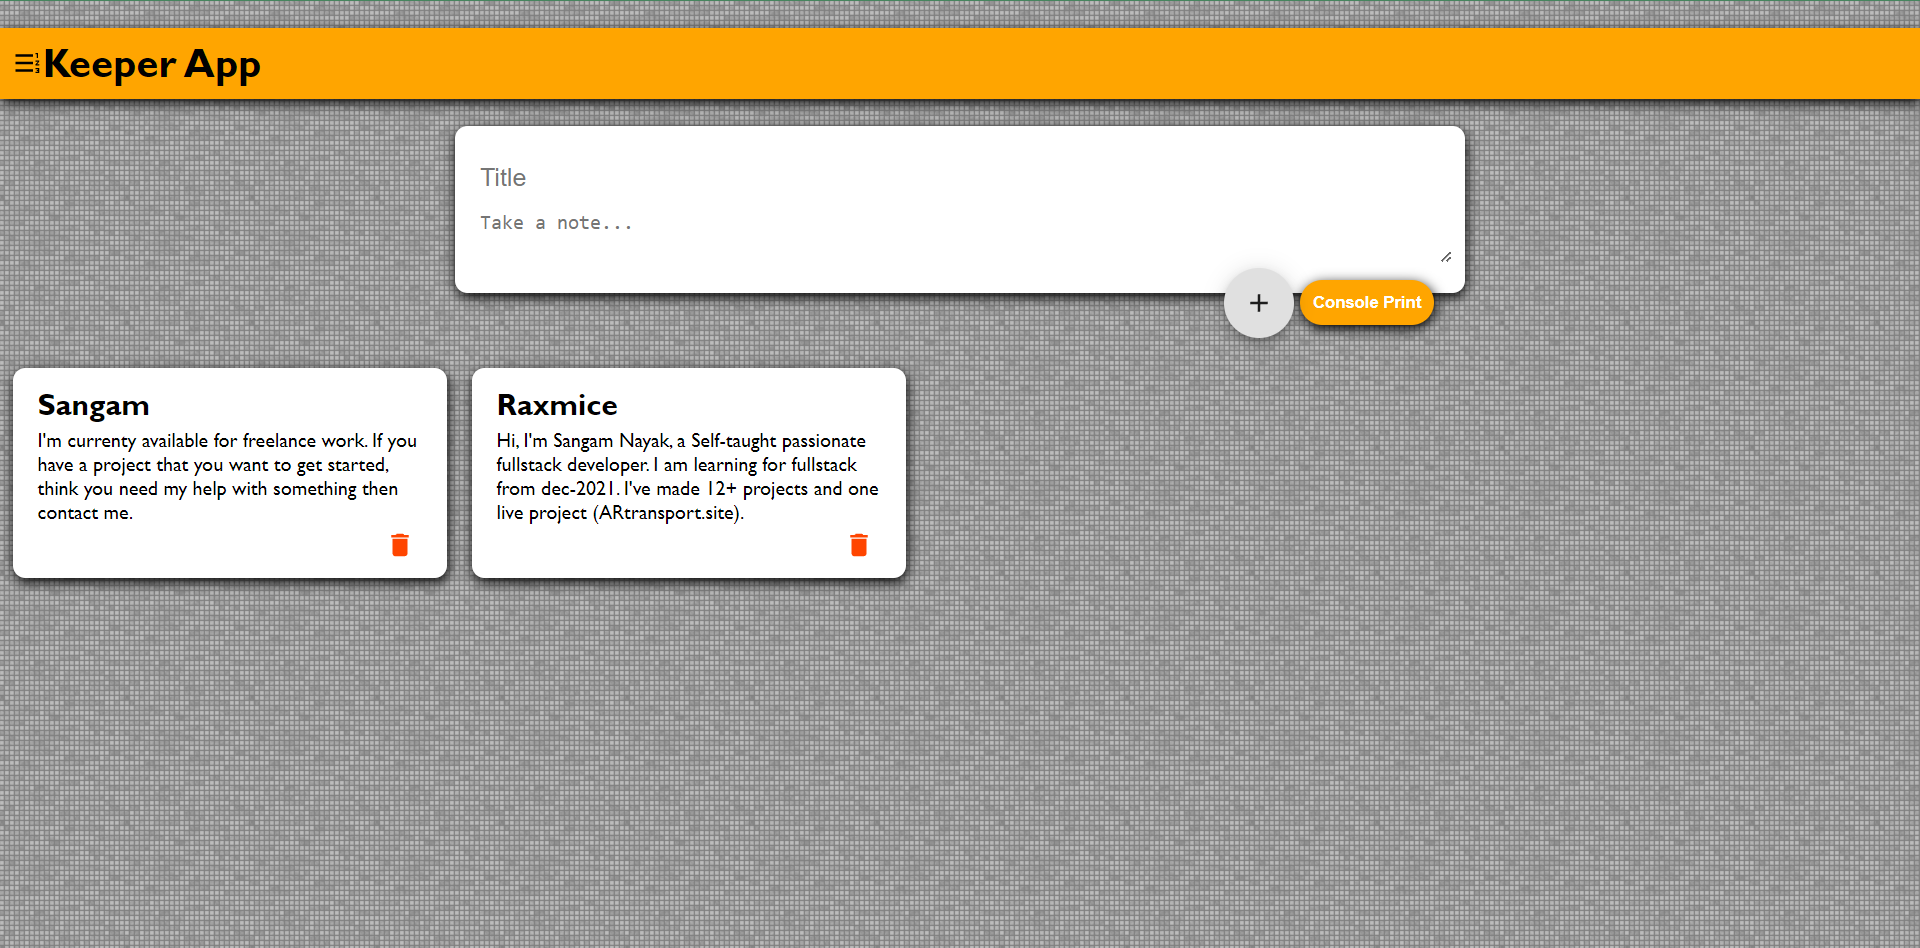 Keeper App
Title
Take a note...
Console Print
Sangam
I'm currenty available for freelance work. If you
have a project that you want to get started,
think you need my help with something then
contact me.
Raxmice
Hi, I'm Sangam Nayak, a Self-taught passionate
fullstack developer. I am learning for fullstack
from dec-2021. I've made 12+ projects and one
live project (ARtransport.site).